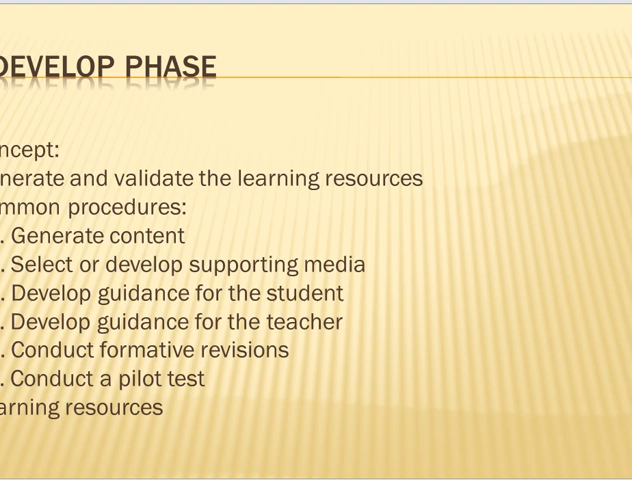 DEVELOP PHASE
ncept:
nerate and validate the learning resources
mmon procedures:
. Generate content
. Select or develop supporting media
. Develop guidance for the student
. Develop guidance for the teacher
. Conduct formative revisions
. Conduct a pilot test
arning resources